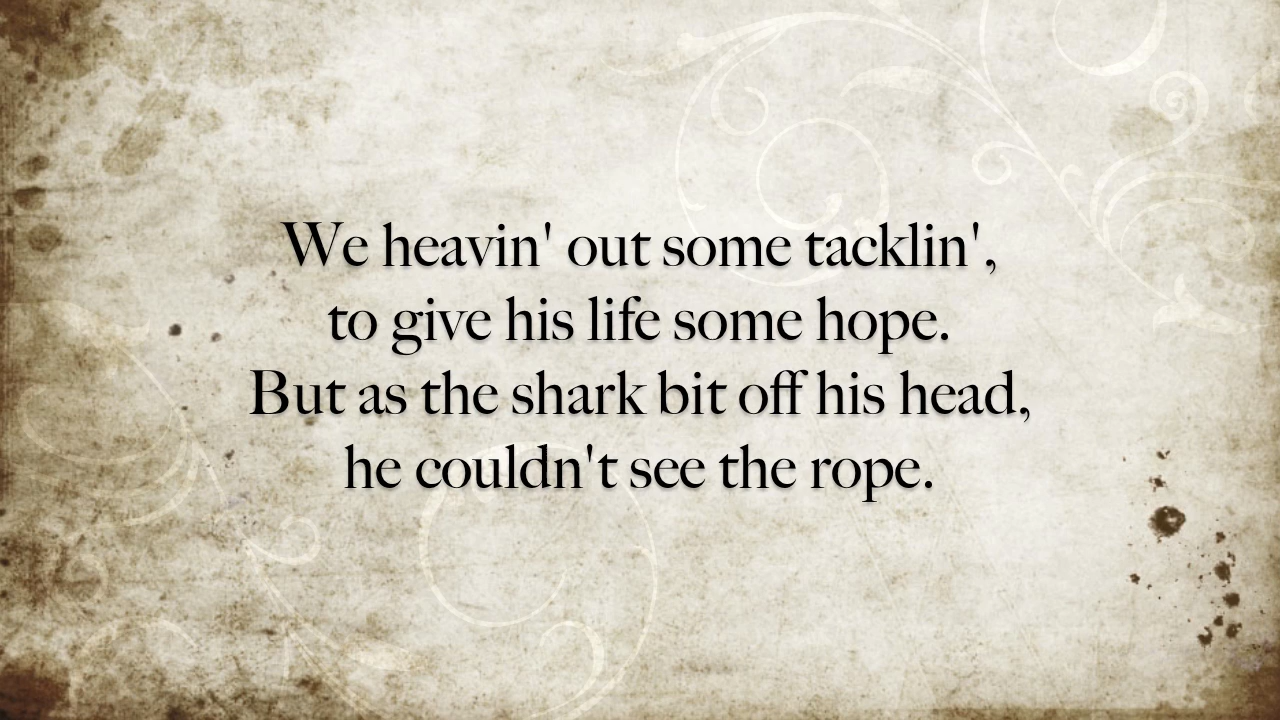 We heavin' out some tacklin',
to give his life some hope.
But as the shark bit off his head,
he couldn't see the rope.